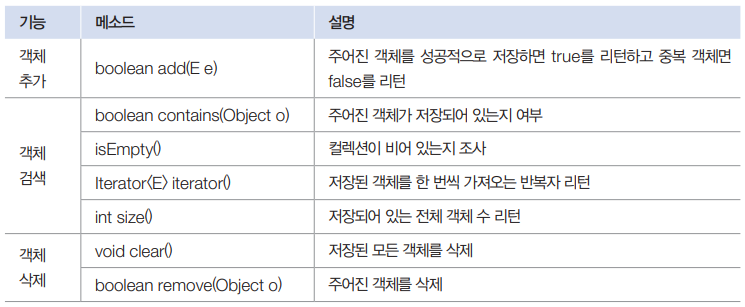 기능 메소드 설명
객체 추가 boolean add(E e) 주어진 객체를 성공적으로 저장하면 true를 리턴하고 중복 객체면 false를 리턴
객체 검색 boolean contains(Object o) 주어진 객체가 저장되어 있는지 여부
isEmpty() 컬렉션이 비어 있는지 조사
Iterator〈E〉 iterator() 저장된 객체를 한 번씩 가져오는 반복자 리턴
int size() 저장되어 있는 전체 객체 수 리턴
객체 삭제 void clear() 저장된 모든 객체를 삭제
boolean remove(Object o) 주어진 객체를 삭제